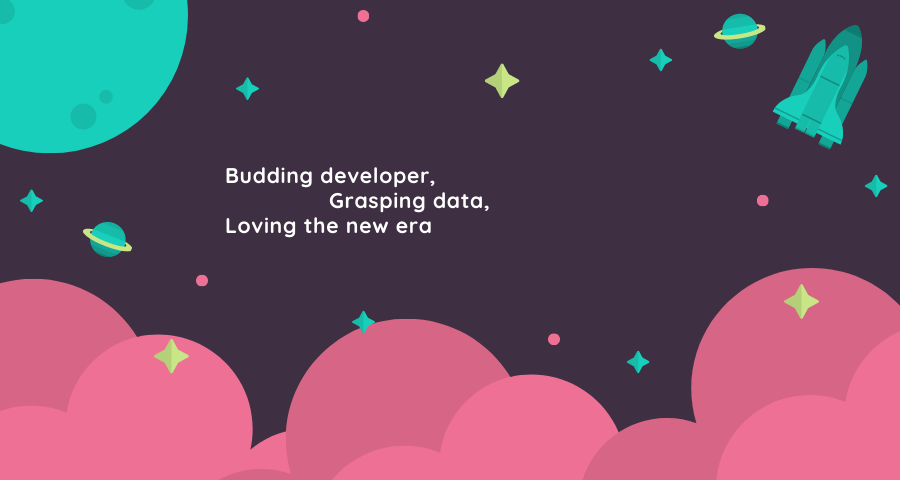 Budding developer,
Grasping data,
Loving the new era